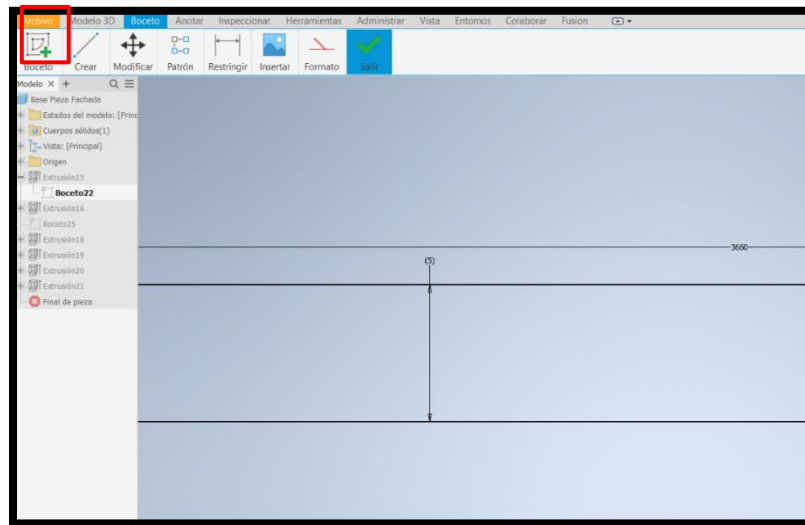 Archivo Modelo 3D Boceto Anotar Inspeccionar Herramientas Administrar Vista Entornos Colaborar Fusion
Boceto Crear Modificar Patrón Restringir Insertar Formato Salir
Modelo × +
Base Pieza Fachada
Estados del modelo: [Princ
Cuerpos sólidos(1)
Vista: [Principal]
Origen
Extrusión15
Boceto22
Extrusión16
Boceto25
Extrusión18
Extrusión19
Extrusión20
Extrusión21
Final de pieza
3660
(5)